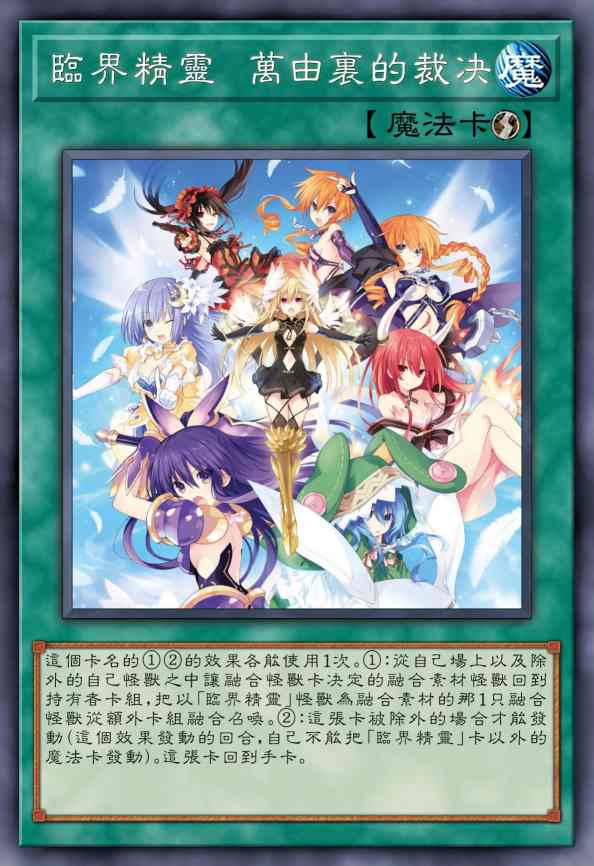 臨界精靈 萬由裏的裁决 魔
【魔法卡】
這個卡名的①②的效果各能使用1次。①:從自己場上以及除
外的自己怪獸之中讓融合怪獸卡決定的融合素材怪獸回到
持有者卡組,把以「臨界精靈」怪獸為融合素材的那1只融合
怪獸從額外卡組融合召喚。②:這張卡被除外的場合才能發
動(這個效果發動的回合,自己不能把「臨界精靈」卡以外的
魔法卡發動)。這張卡回到手卡。